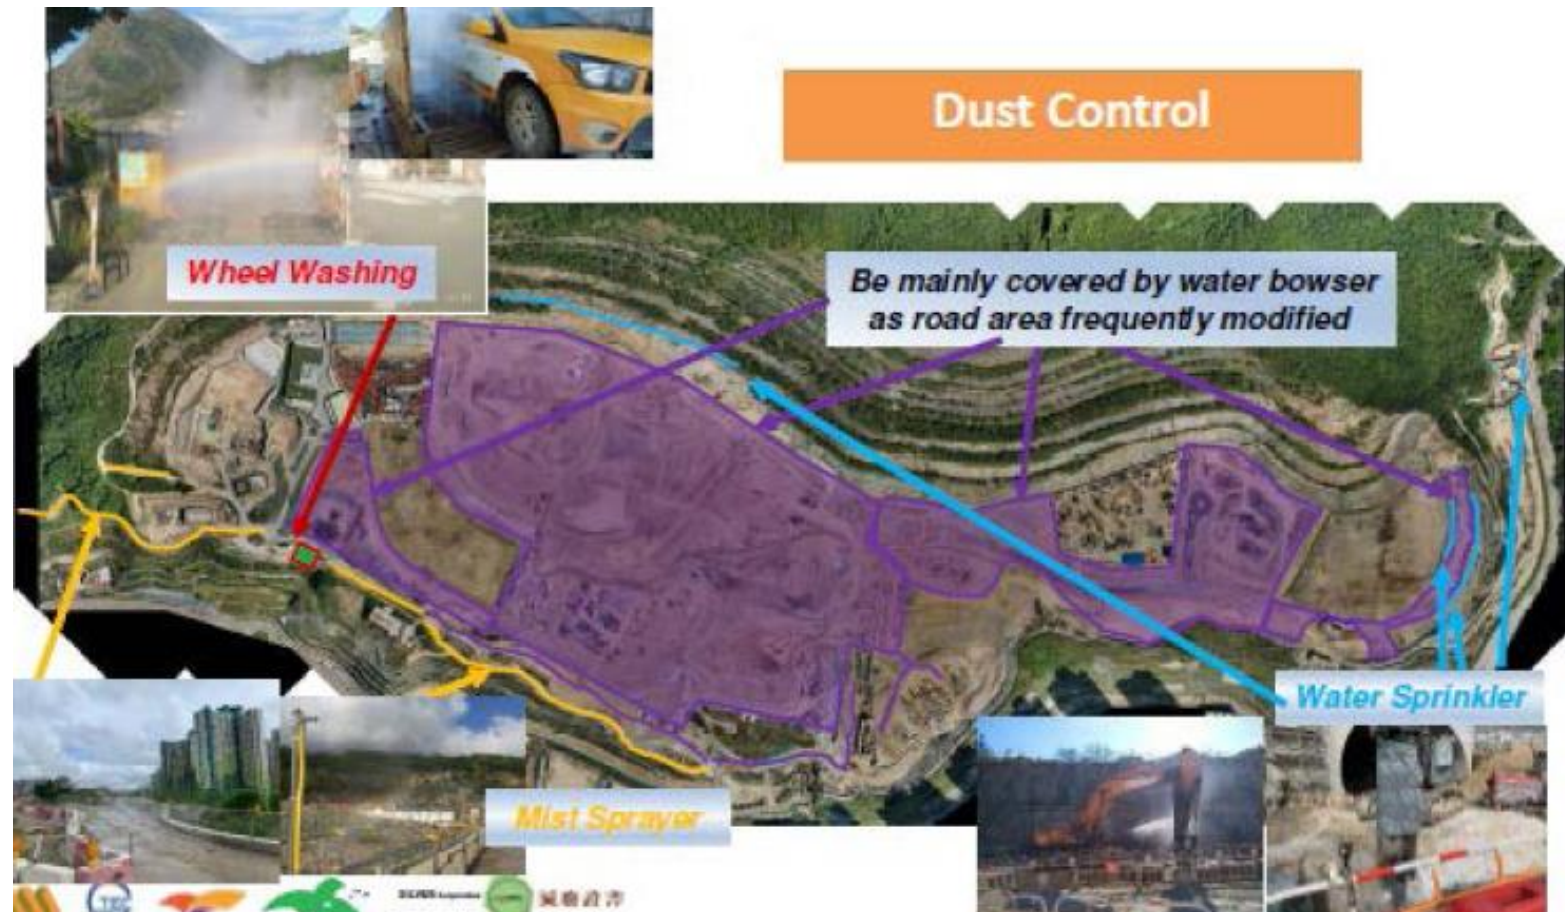 Dust Control
Wheel Washing
Be mainly covered by water bowser
as road area frequently modified
Water Sprinkler
Mist Sprayer